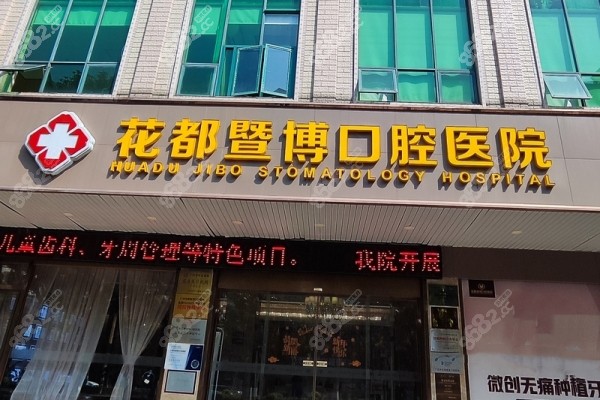 花都暨博口腔医院
HUADU JIBO STOMATOLOGY HOSPITAL
儿童齿科、牙周管理等特色项目。 我院开展
微创无痛种植牙